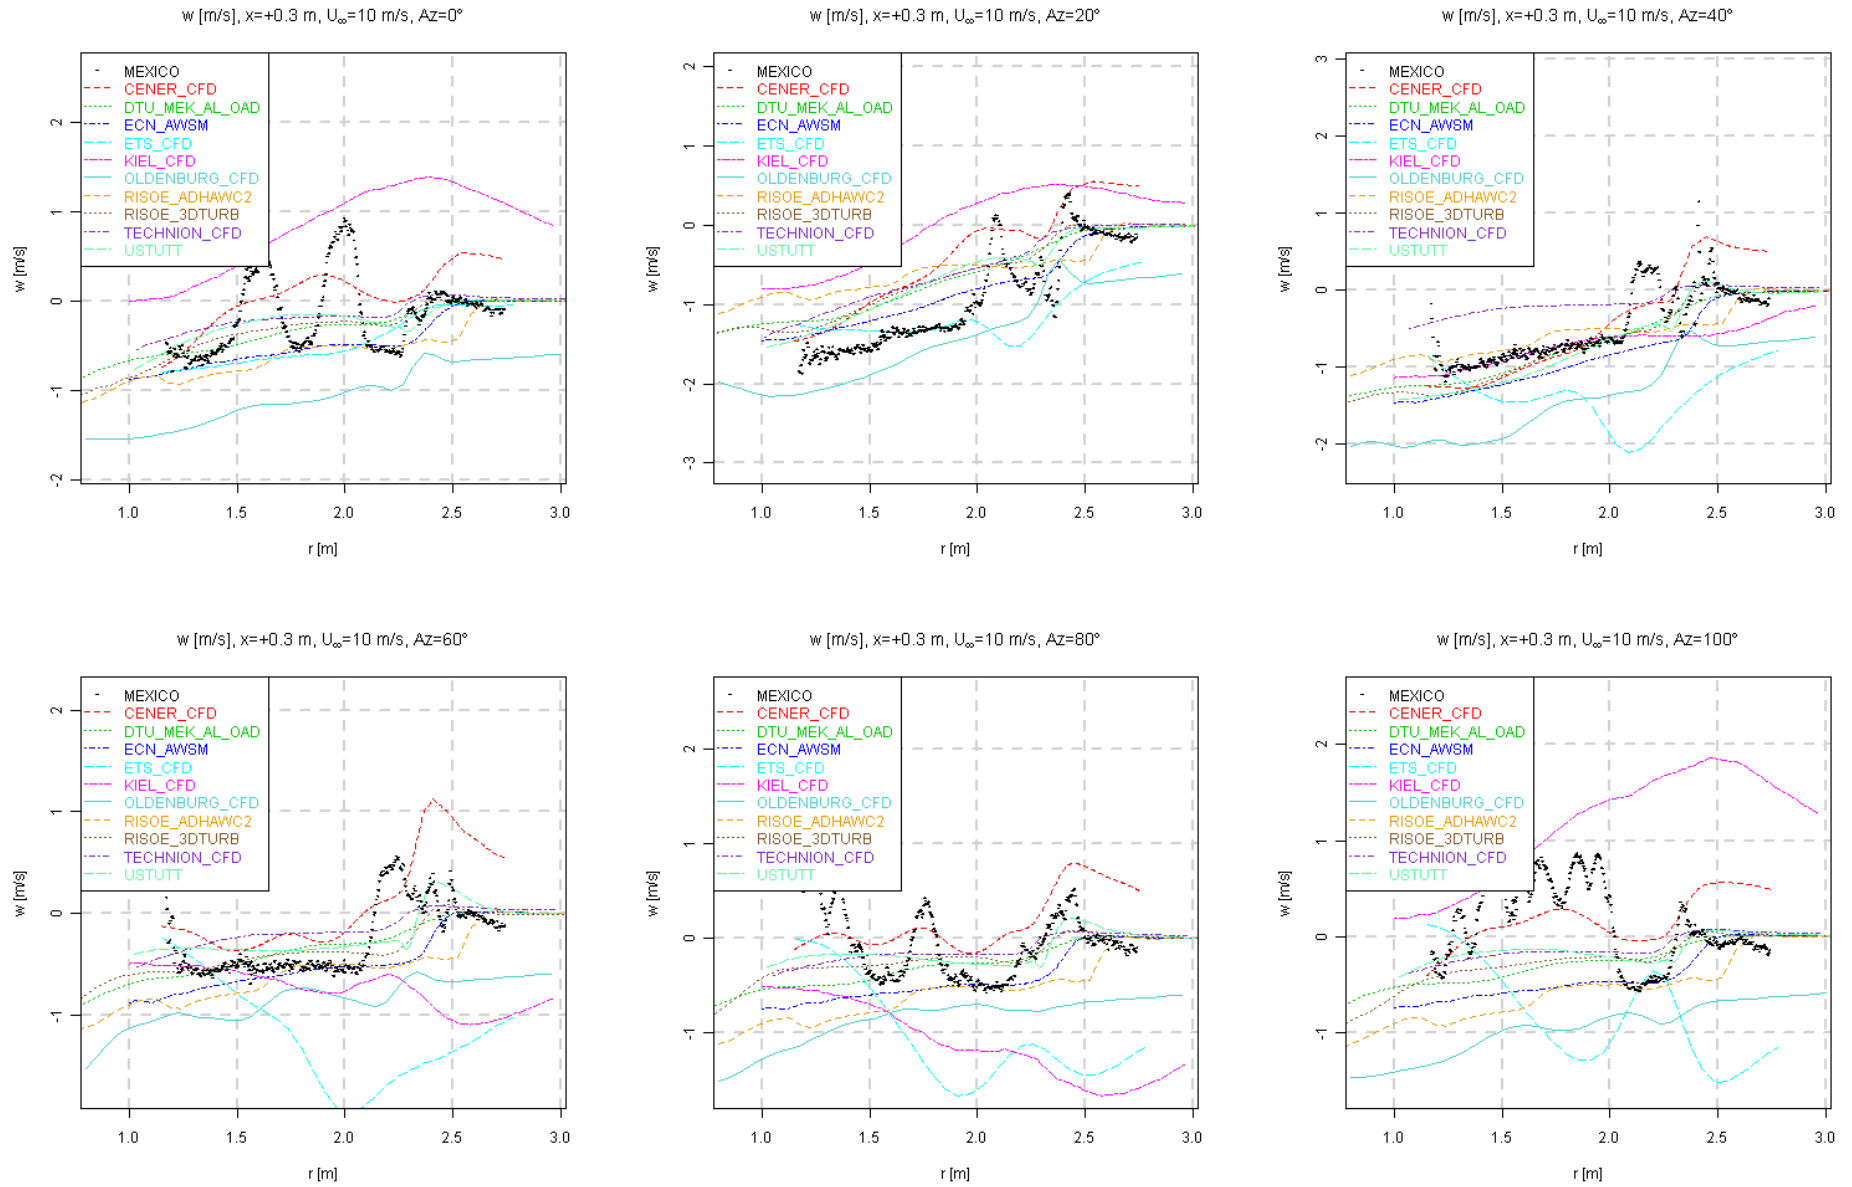 w [m/s], x=+0.3 m, U∞=10 m/s, Az=0°
MEXICO
CENER_CFD
DTU_MEK_AL_OAD
ECN_AWSM
ETS_CFD
KIEL_CFD
OLDENBURG_CFD
RISOE_ADHAWC2
RISOE_3DTURB
TECHNION_CFD
USTUTT
w [m/s]
2
1
0
-1
-2
1.0 1.5 2.0 2.5 3.0
r [m]
w [m/s], x=+0.3 m, U∞=10 m/s, Az=20°
MEXICO
CENER_CFD
DTU_MEK_AL_OAD
ECN_AWSM
ETS_CFD
KIEL_CFD
OLDENBURG_CFD
RISOE_ADHAWC2
RISOE_3DTURB
TECHNION_CFD
USTUTT
w [m/s]
2
1
0
-1
-2
-3
1.0 1.5 2.0 2.5 3.0
r [m]
w [m/s], x=+0.3 m, U∞=10 m/s, Az=40°
MEXICO
CENER_CFD
DTU_MEK_AL_OAD
ECN_AWSM
ETS_CFD
KIEL_CFD
OLDENBURG_CFD
RISOE_ADHAWC2
RISOE_3DTURB
TECHNION_CFD
USTUTT
w [m/s]
3
2
1
0
-1
-2
1.0 1.5 2.0 2.5 3.0
r [m]
w [m/s], x=+0.3 m, U∞=10 m/s, Az=60°
MEXICO
CENER_CFD
DTU_MEK_AL_OAD
ECN_AWSM
ETS_CFD
KIEL_CFD
OLDENBURG_CFD
RISOE_ADHAWC2
RISOE_3DTURB
TECHNION_CFD
USTUTT
w [m/s]
2
1
0
-1
1.0 1.5 2.0 2.5 3.0
r [m]
w [m/s], x=+0.3 m, U∞=10 m/s, Az=80°
MEXICO
CENER_CFD
DTU_MEK_AL_OAD
ECN_AWSM
ETS_CFD
KIEL_CFD
OLDENBURG_CFD
RISOE_ADHAWC2
RISOE_3DTURB
TECHNION_CFD
USTUTT
w [m/s]
2
1
0
-1
1.0 1.5 2.0 2.5 3.0
r [m]
w [m/s], x=+0.3 m, U∞=10 m/s, Az=100°
MEXICO
CENER_CFD
DTU_MEK_AL_OAD
ECN_AWSM
ETS_CFD
KIEL_CFD
OLDENBURG_CFD
RISOE_ADHAWC2
RISOE_3DTURB
TECHNION_CFD
USTUTT
w [m/s]
2
1
0
-1
1.0 1.5 2.0 2.5 3.0
r [m]